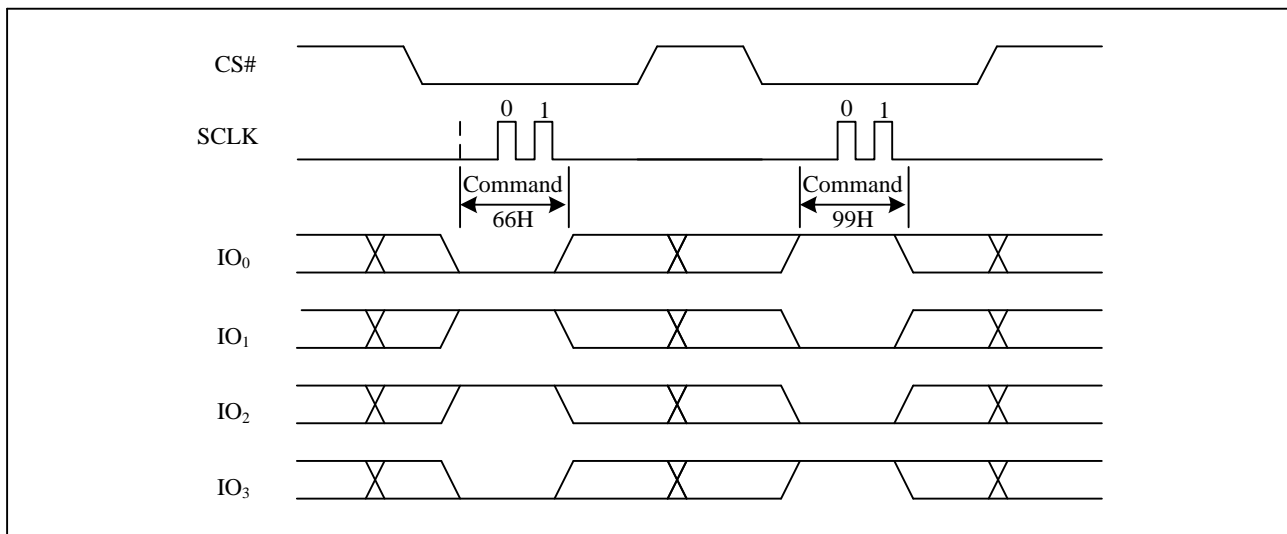 CS#
0 1 0 1
SCLK
Command Command
66H 99H
IO₀
IO₁
IO₂
IO₃